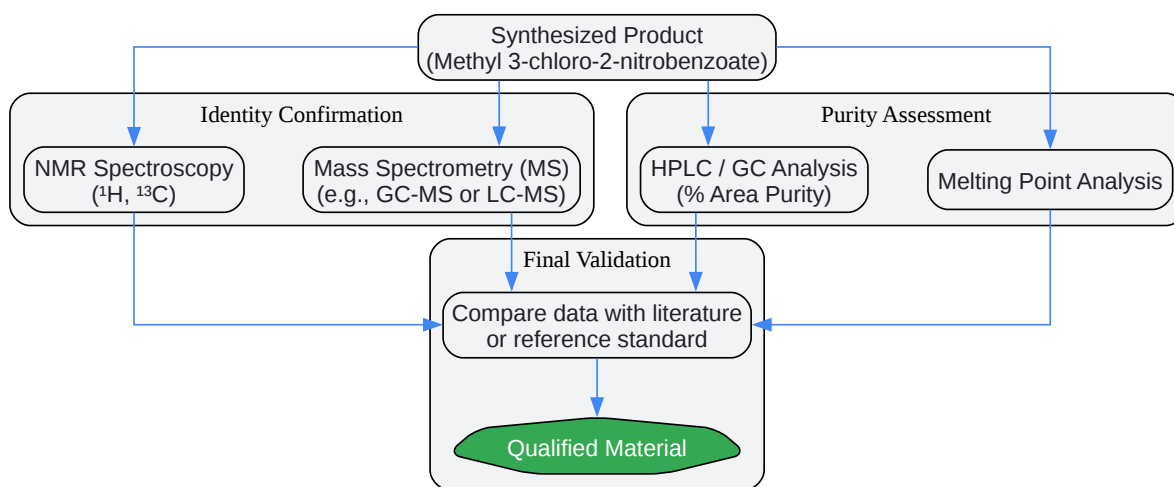 Synthesized Product
(Methyl 3-chloro-2-nitrobenzoate)
Identity Confirmation
Purity Assessment
NMR Spectroscopy
(¹H, ¹³C)
Mass Spectrometry (MS)
(e.g., GC-MS or LC-MS)
HPLC / GC Analysis
(% Area Purity)
Melting Point Analysis
Final Validation
Compare data with literature
or reference standard
Qualified Material